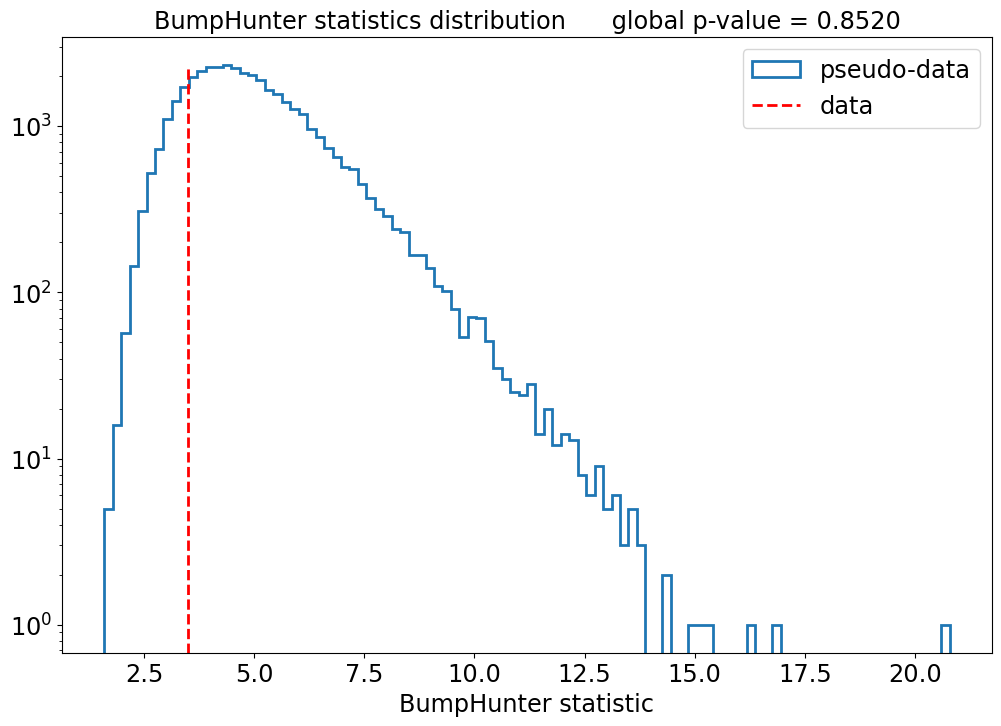 BumpHunter statistics distribution      global p-value = 0.8520
pseudo-data
data
10³
10²
10¹
10⁰
2.5 5.0 7.5 10.0 12.5 15.0 17.5 20.0
BumpHunter statistic